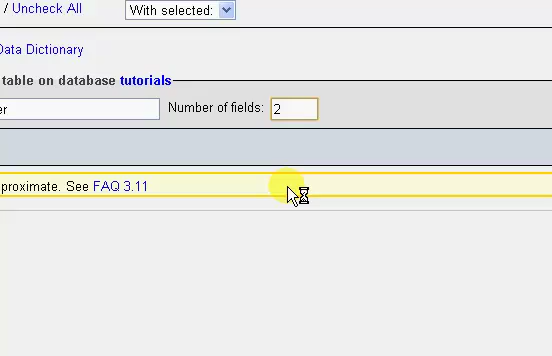 / Uncheck All With selected:
Data Dictionary
table on database tutorials
er Number of fields: 2
proximate. See FAQ 3.11